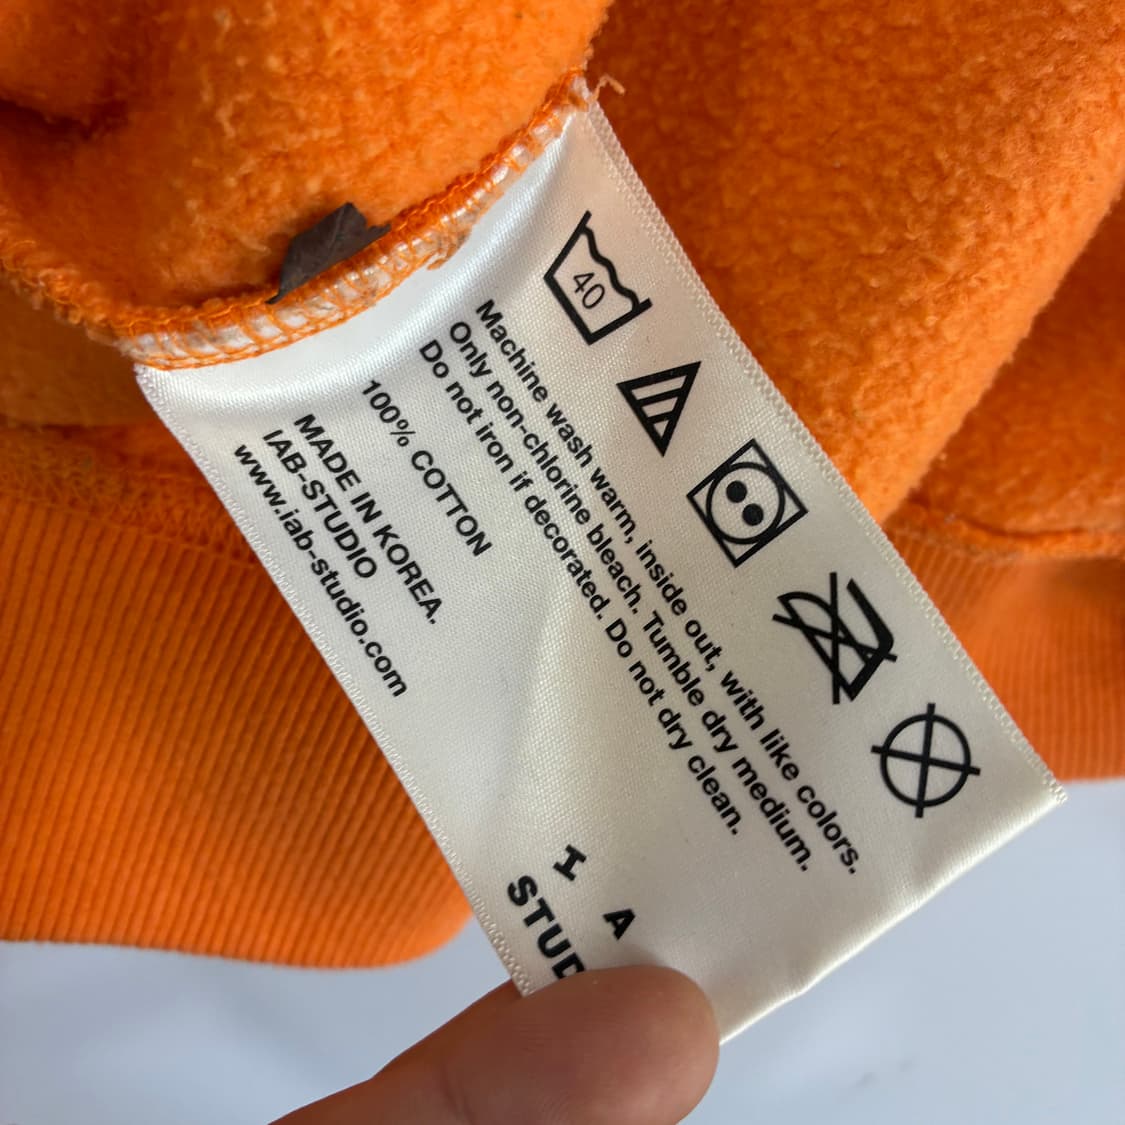 40
Machine wash warm, inside out, with like colors.
Only non-chlorine bleach. Tumble dry medium.
Do not iron if decorated. Do not dry clean.
100% COTTON
MADE IN KOREA.
IAB-STUDIO
www.iab-studio.com
I A
STUD